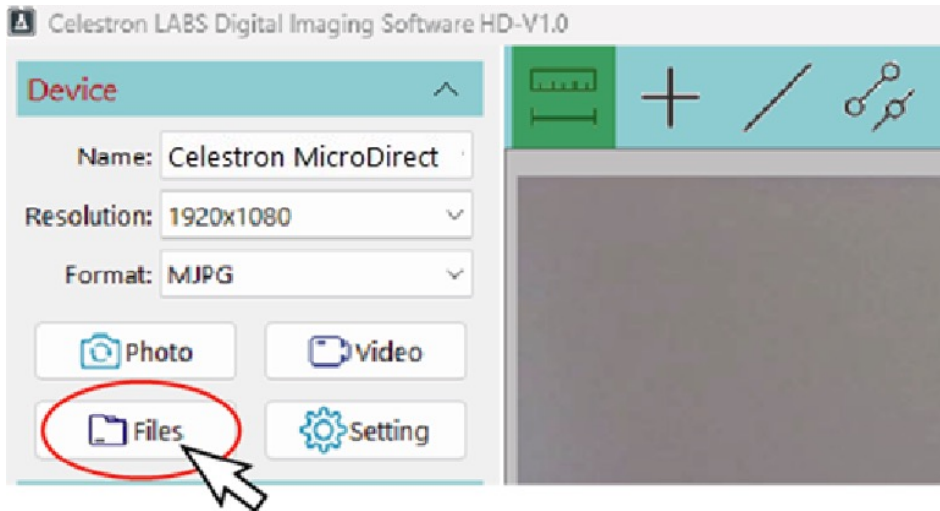 Celestron LABS Digital Imaging Software HD-V1.0
Device
Name: Celestron MicroDirect
Resolution: 1920x1080
Format: MJPG
Photo Video
Files Setting